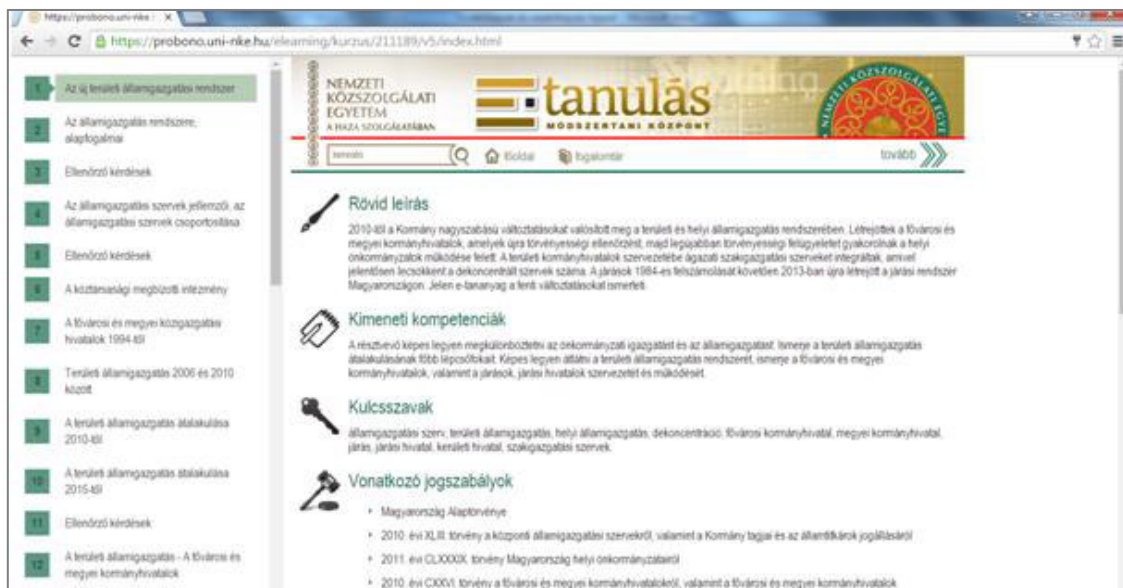 https://probono.uni-nke.
https://probono.uni-nke.hu/elearning/kurzus/211189/v5/index.html
1
Az új területi államigazgatási rendszer
2
Az államigazgatás rendszere,
alapfogalmai
3
Ellenőrző kérdések
4
Az államigazgatási szervek jellemzői, az
államigazgatási szervek csoportosítása
5
Ellenőrző kérdések
6
A köztársasági megbízotti intézmény
7
A fővárosi és megyei közigazgatási
hivatalok 1994-től
8
Területi államigazgatás 2006 és 2010
között
9
A területi államigazgatás átalakulása
2010-től
10
A területi államigazgatás átalakulása
2015-től
11
Ellenőrző kérdések
12
A területi államigazgatás - A fővárosi és
megyei kormányhivatalok
NEMZETI
KÖZSZOLGÁLATI
EGYETEM
A HAZA SZOLGÁLATÁBAN
tanulás
MÓDSZERTANI KÖZPONT
NEMZETI KÖZSZOLGÁLATI EGYE
keresés
főoldal
fogalomtár
tovább
Rövid leírás
2010-től a Kormány nagyszabású változtatásokat valósított meg a területi és helyi államigazgatás rendszerében. Létrejöttek a fővárosi és
megyei kormányhivatalok, amelyek újra törvényességi ellenőrzést, majd legújabban törvényességi felügyeletet gyakorolnak a helyi
önkormányzatok működése felett. A területi kormányhivatalok szervezetébe ágazati szakigazgatási szerveket integráltak, amivel
jelentősen lecsökkent a dekoncentrált szervek száma. A járások 1984-es felszámolását követően 2013-ban újra létrejött a járási rendszer
Magyarországon. Jelen e-tananyag a fenti változtatásokat ismerteti.
Kimeneti kompetenciák
A résztvevő képes legyen megkülönböztetni az önkormányzati igazgatást és az államigazgatást. Ismerje a területi államigazgatás
átalakulásának főbb lépcsőfokait. Képes legyen átlátni a területi államigazgatás rendszerét, ismerje a fővárosi és megyei
kormányhivatalok, valamint a járások, járási hivatalok szervezetét és működését.
Kulcsszavak
államigazgatási szerv, területi államigazgatás, helyi államigazgatás, dekoncentráció, fővárosi kormányhivatal, megyei kormányhivatal,
járás, járási hivatal, kerületi hivatal, szakigazgatási szervek.
Vonatkozó jogszabályok
Magyarország Alaptörvénye
2010. évi XLIII. törvény a központi államigazgatási szervekről, valamint a Kormány tagjai és az államtitkárok jogállásáról
2011. évi CLXXXIX. törvény Magyarország helyi önkormányzatairól
2010. évi CXXVI. törvény a fővárosi és megyei kormányhivatalokról, valamint a fővárosi és megyei kormányhivatalok